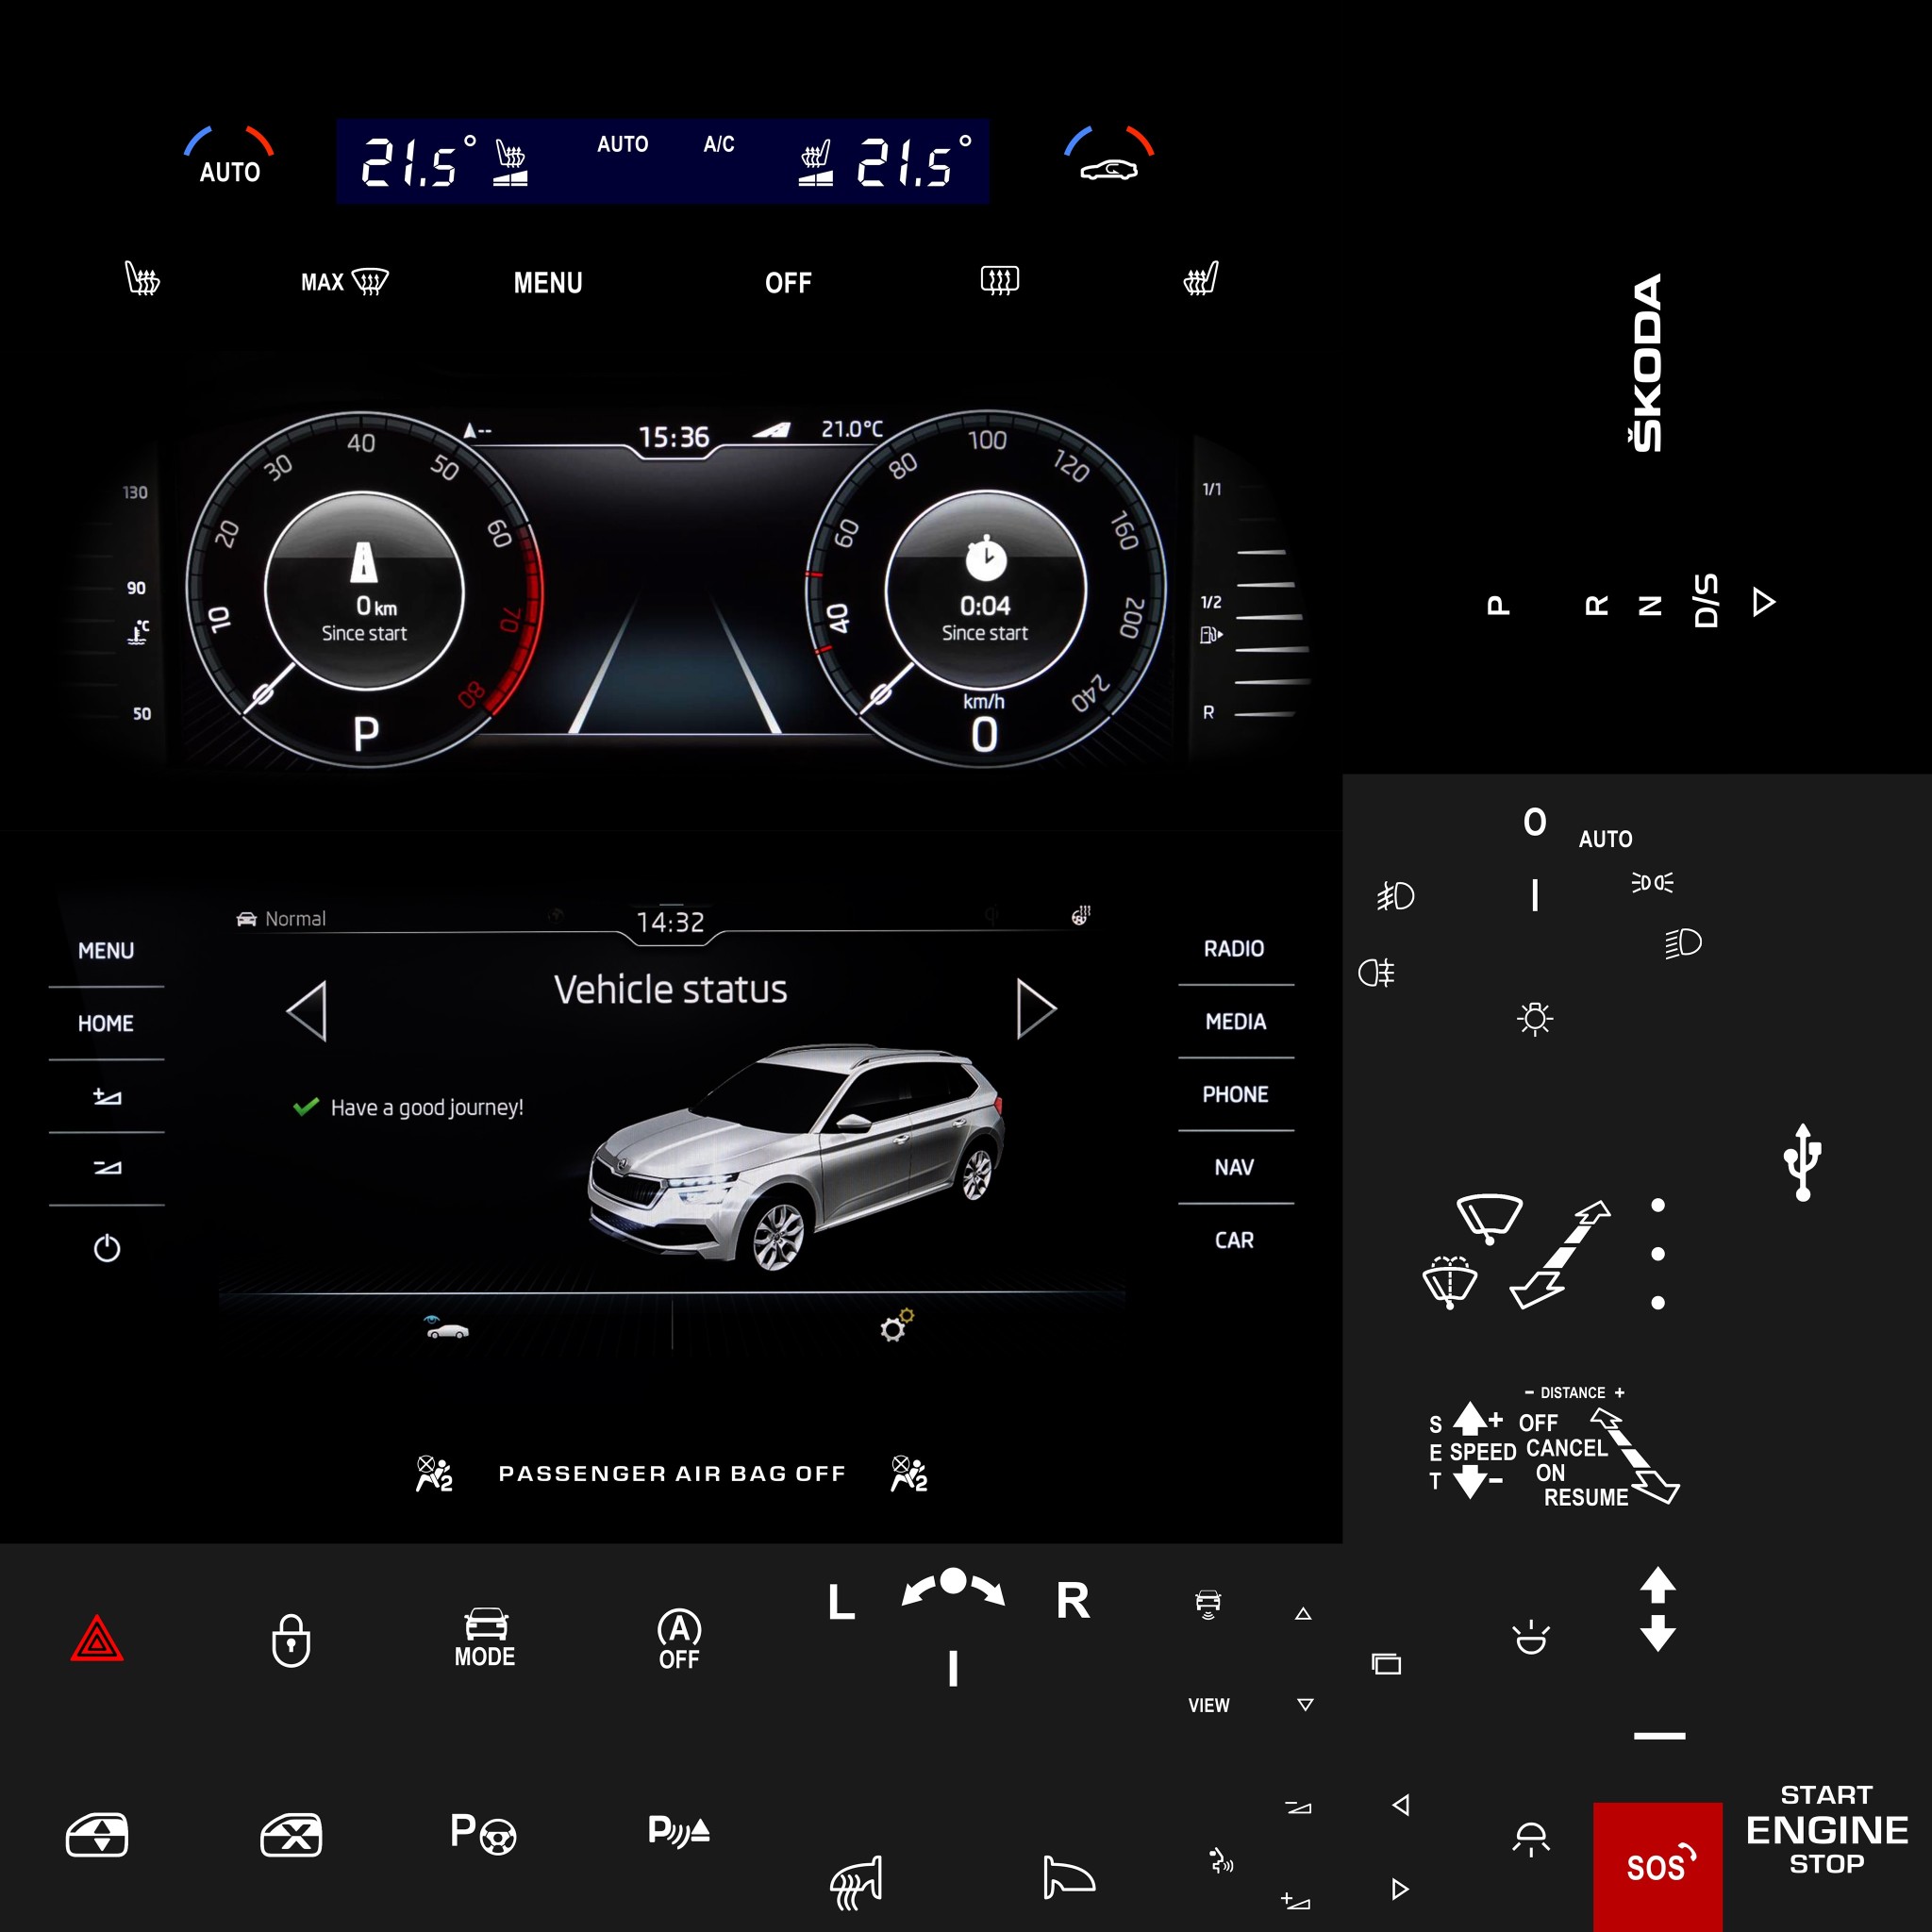 AUTO
21.5°
AUTO
A/C
21.5°
MAX
MENU
OFF
ŠKODA
--
15:36
21.0°C
130
90
°C
50
0
10
20
30
40
50
60
70
80
0 km
Since start
P
0
40
60
80
100
120
160
200
240
0:04
Since start
km/h
0
1/1
1/2
R
P
R
N
D/S
O
AUTO
I
Normal
14:32
Vehicle status
Have a good journey!
MENU
HOME
+
−
RADIO
MEDIA
PHONE
NAV
CAR
2
PASSENGER AIR BAG OFF
2
- DISTANCE +
S + OFF
E SPEED CANCEL
T - ON
RESUME
L
R
I
MODE
A
OFF
VIEW
P
P
−
+
SOS
START
ENGINE
STOP